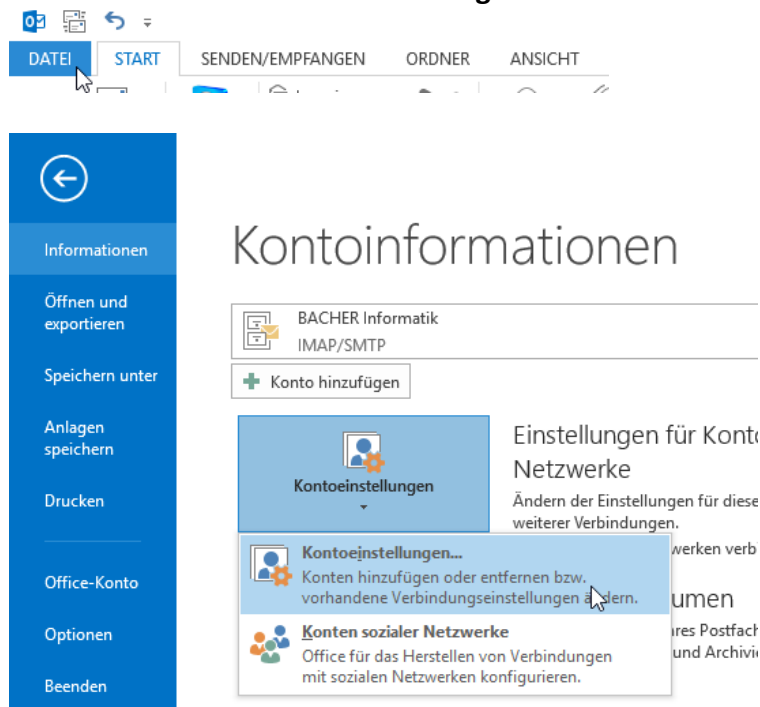 DATEI START SENDEN/EMPFANGEN ORDNER ANSICHT
Informationen
Öffnen und
exportieren
Speichern unter
Anlagen
speichern
Drucken
Office-Konto
Optionen
Beenden
Kontoinformationen
BACHER Informatik
IMAP/SMTP
Konto hinzufügen
Kontoeinstellungen
Einstellungen für Konto
Netzwerke
Ändern der Einstellungen für diese
weiterer Verbindungen.
werken verb
Kontoeinstellungen...
Konten hinzufügen oder entfernen bzw.
vorhandene Verbindungseinstellungen ändern.
Konten sozialer Netzwerke
Office für das Herstellen von Verbindungen
mit sozialen Netzwerken konfigurieren.
umen
res Postfach
und Archivi